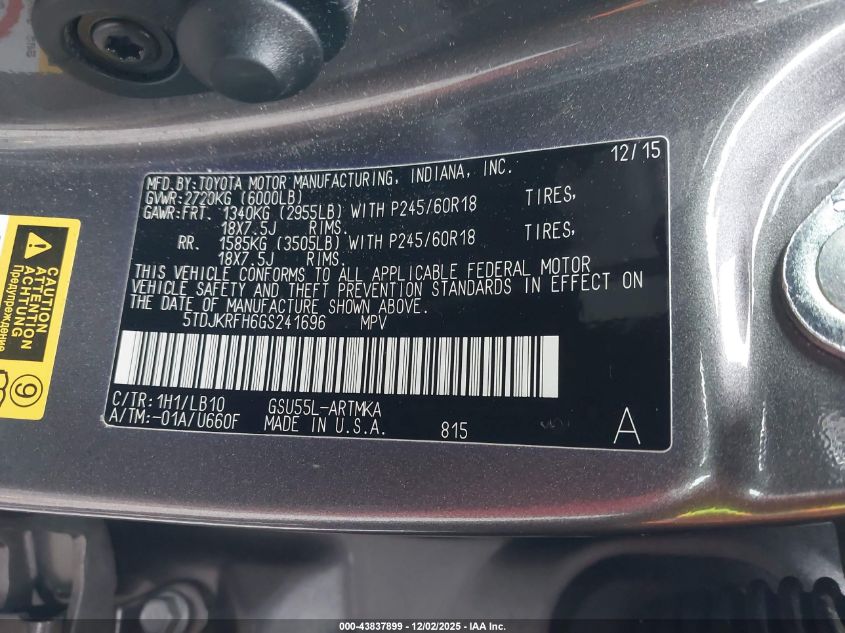 MFD.BY:TOYOTA MOTOR MANUFACTURING, INDIANA, INC. 12/15
GVWR:2720KG (6000LB)
GAWR:FRT. 1340KG (2955LB) WITH P245/60R18 TIRES,
18X7.5J RIMS.
RR. 1585KG (3505LB) WITH P245/60R18 TIRES,
18X7.5J RIMS.
THIS VEHICLE CONFORMS TO ALL APPLICABLE FEDERAL MOTOR
VEHICLE SAFETY AND THEFT PREVENTION STANDARDS IN EFFECT ON
THE DATE OF MANUFACTURE SHOWN ABOVE.
5TDJKRFH6GS241696 MPV
C/TR:1H1/LB10 GSU55L-ARTMKA
A/TM:-01A/U660F MADE IN U.S.A. 815 A
CAUTION
ATTENTION
ACHTUNG
Предупреждение
9
000-43837899 - 12/02/2025 - IAA Inc.